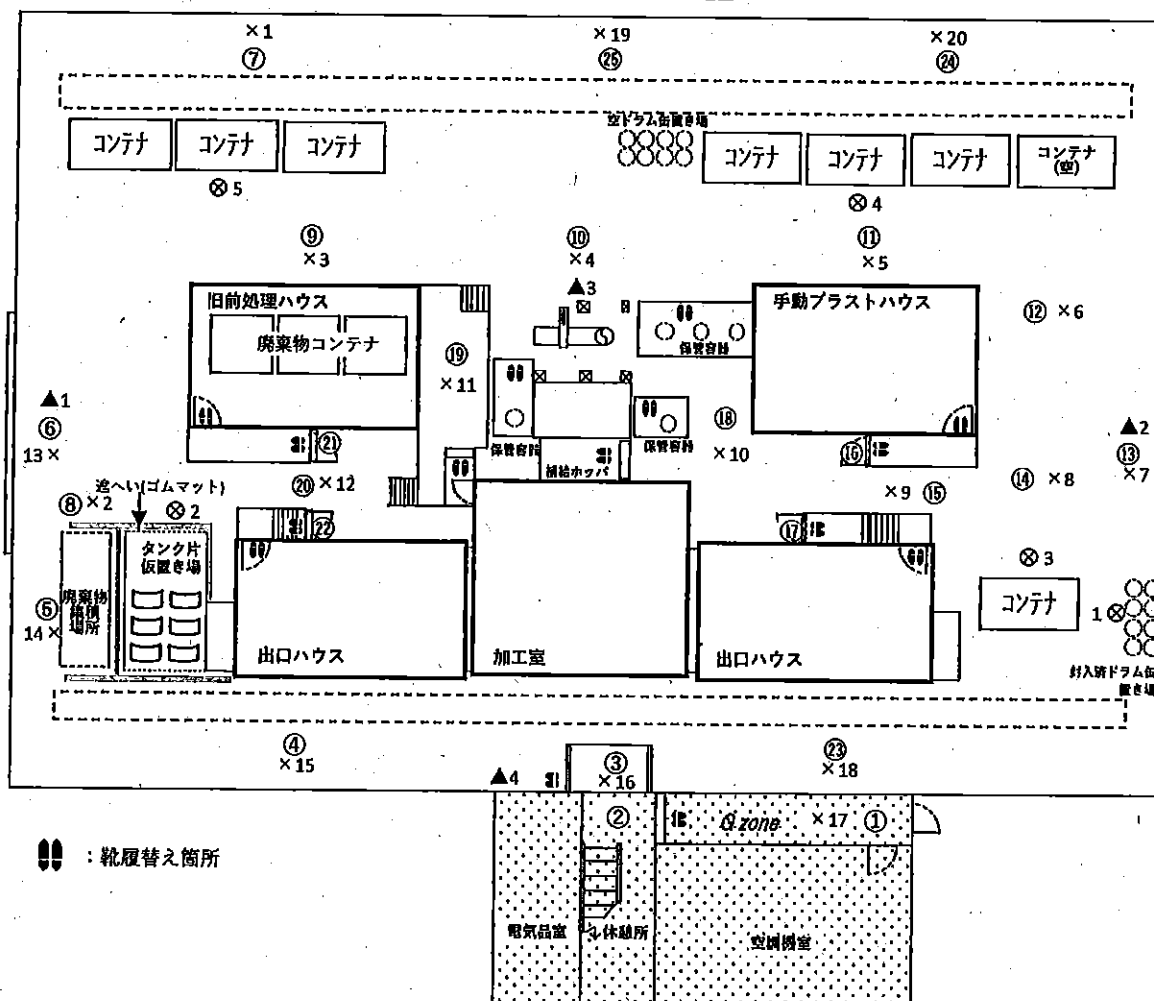 ×1
⑦
×19
㉕
×20
㉔
コンテナ
コンテナ
コンテナ
空ドラム缶置き場
コンテナ
コンテナ
コンテナ
コンテナ
(空)
⊗5
⊗4
⑨
×3
⑩
×4
▲3
⑪
×5
⑫ ×6
旧前処理ハウス
廃棄物コンテナ
⑲
×11
保管容器
手動ブラストハウス
▲1
⑥
13×
▲2
⑬
×7
⑱
×10
保管容器
保管容器
補給ホッパ
㉑
⑯
⑳ ×12
⑭ ×8
×9 ⑮
遮へい(ゴムマット)
⑧ ×2
⊗2
㉒
⑰
⊗3
タンク片
仮置き場
⑤
14×
廃棄物
集積
場所
コンテナ
1⊗
出口ハウス
加工室
出口ハウス
封入済ドラム缶
置き場
④
×15
③
×16
㉓
×18
▲4
②
Q zone
×17 ①
：靴履替え箇所
電気品室
休憩所
空調機室